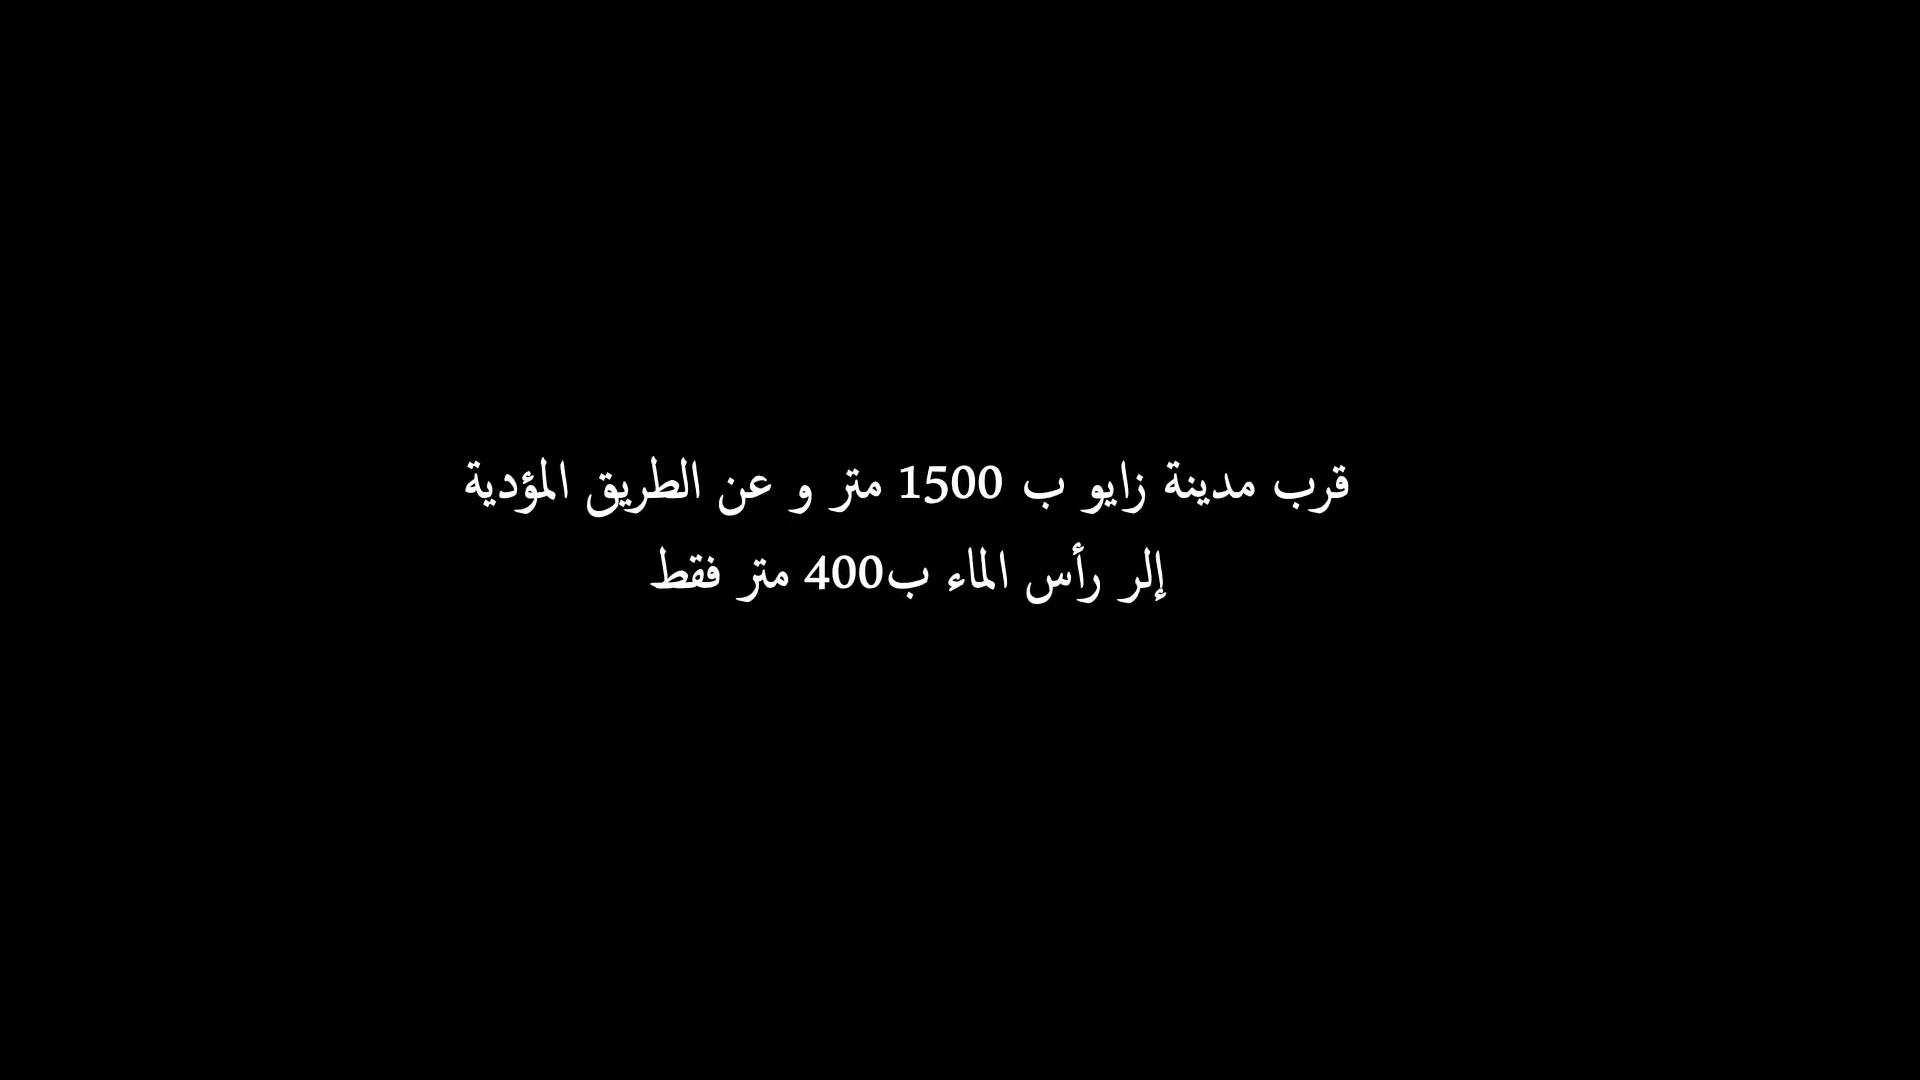 قرب مدينة زايو ب 1500 متر و عن الطريق المؤدية
إلر رأس الماء ب400 متر فقط